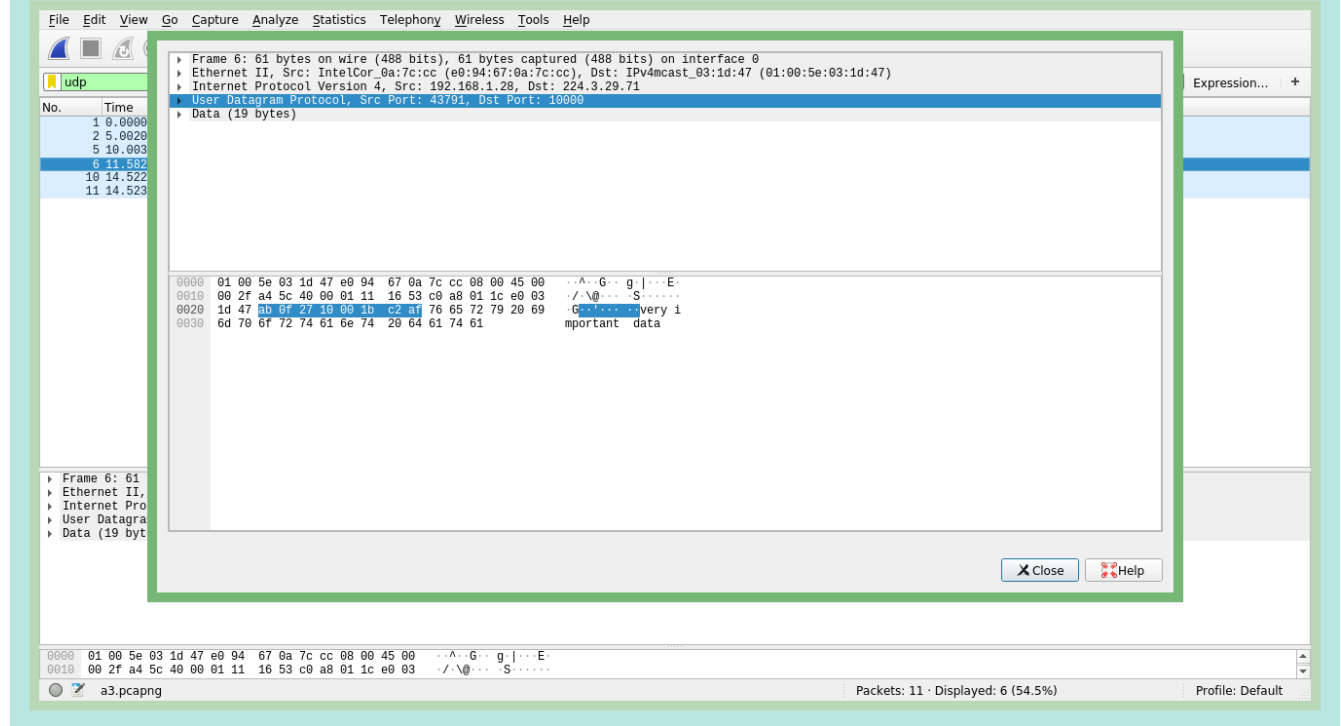 File Edit View Go Capture Analyze Statistics Telephony Wireless Tools Help
udp
Expression... +
No. Time
1 0.0000
2 5.0020
5 10.003
6 11.582
10 14.522
11 14.523
Frame 6: 61 bytes on wire (488 bits), 61 bytes captured (488 bits) on interface 0
Ethernet II, Src: IntelCor_0a:7c:cc (e0:94:67:0a:7c:cc), Dst: IPv4mcast_03:1d:47 (01:00:5e:03:1d:47)
Internet Protocol Version 4, Src: 192.168.1.28, Dst: 224.3.29.71
User Datagram Protocol, Src Port: 43791, Dst Port: 10000
Data (19 bytes)
0000 01 00 5e 03 1d 47 e0 94 67 0a 7c cc 08 00 45 00 ··^··G·· g·|···E·
0010 00 2f a4 5c 40 00 01 11 16 53 c0 a8 01 1c e0 03 ·/·\@··· ·S······
0020 1d 47 ab 0f 27 10 00 1b c2 af 76 65 72 79 20 69 ·G··'··· ··very i
0030 6d 70 6f 72 74 61 6e 74 20 64 61 74 61 mportant data
Close Help
Frame 6: 61
Ethernet II,
Internet Pro
User Datagra
Data (19 byt
0000 01 00 5e 03 1d 47 e0 94 67 0a 7c cc 08 00 45 00 ··^··G·· g·|···E·
0010 00 2f a4 5c 40 00 01 11 16 53 c0 a8 01 1c e0 03 ·/·\@··· ·S······
a3.pcapng Packets: 11 · Displayed: 6 (54.5%) Profile: Default